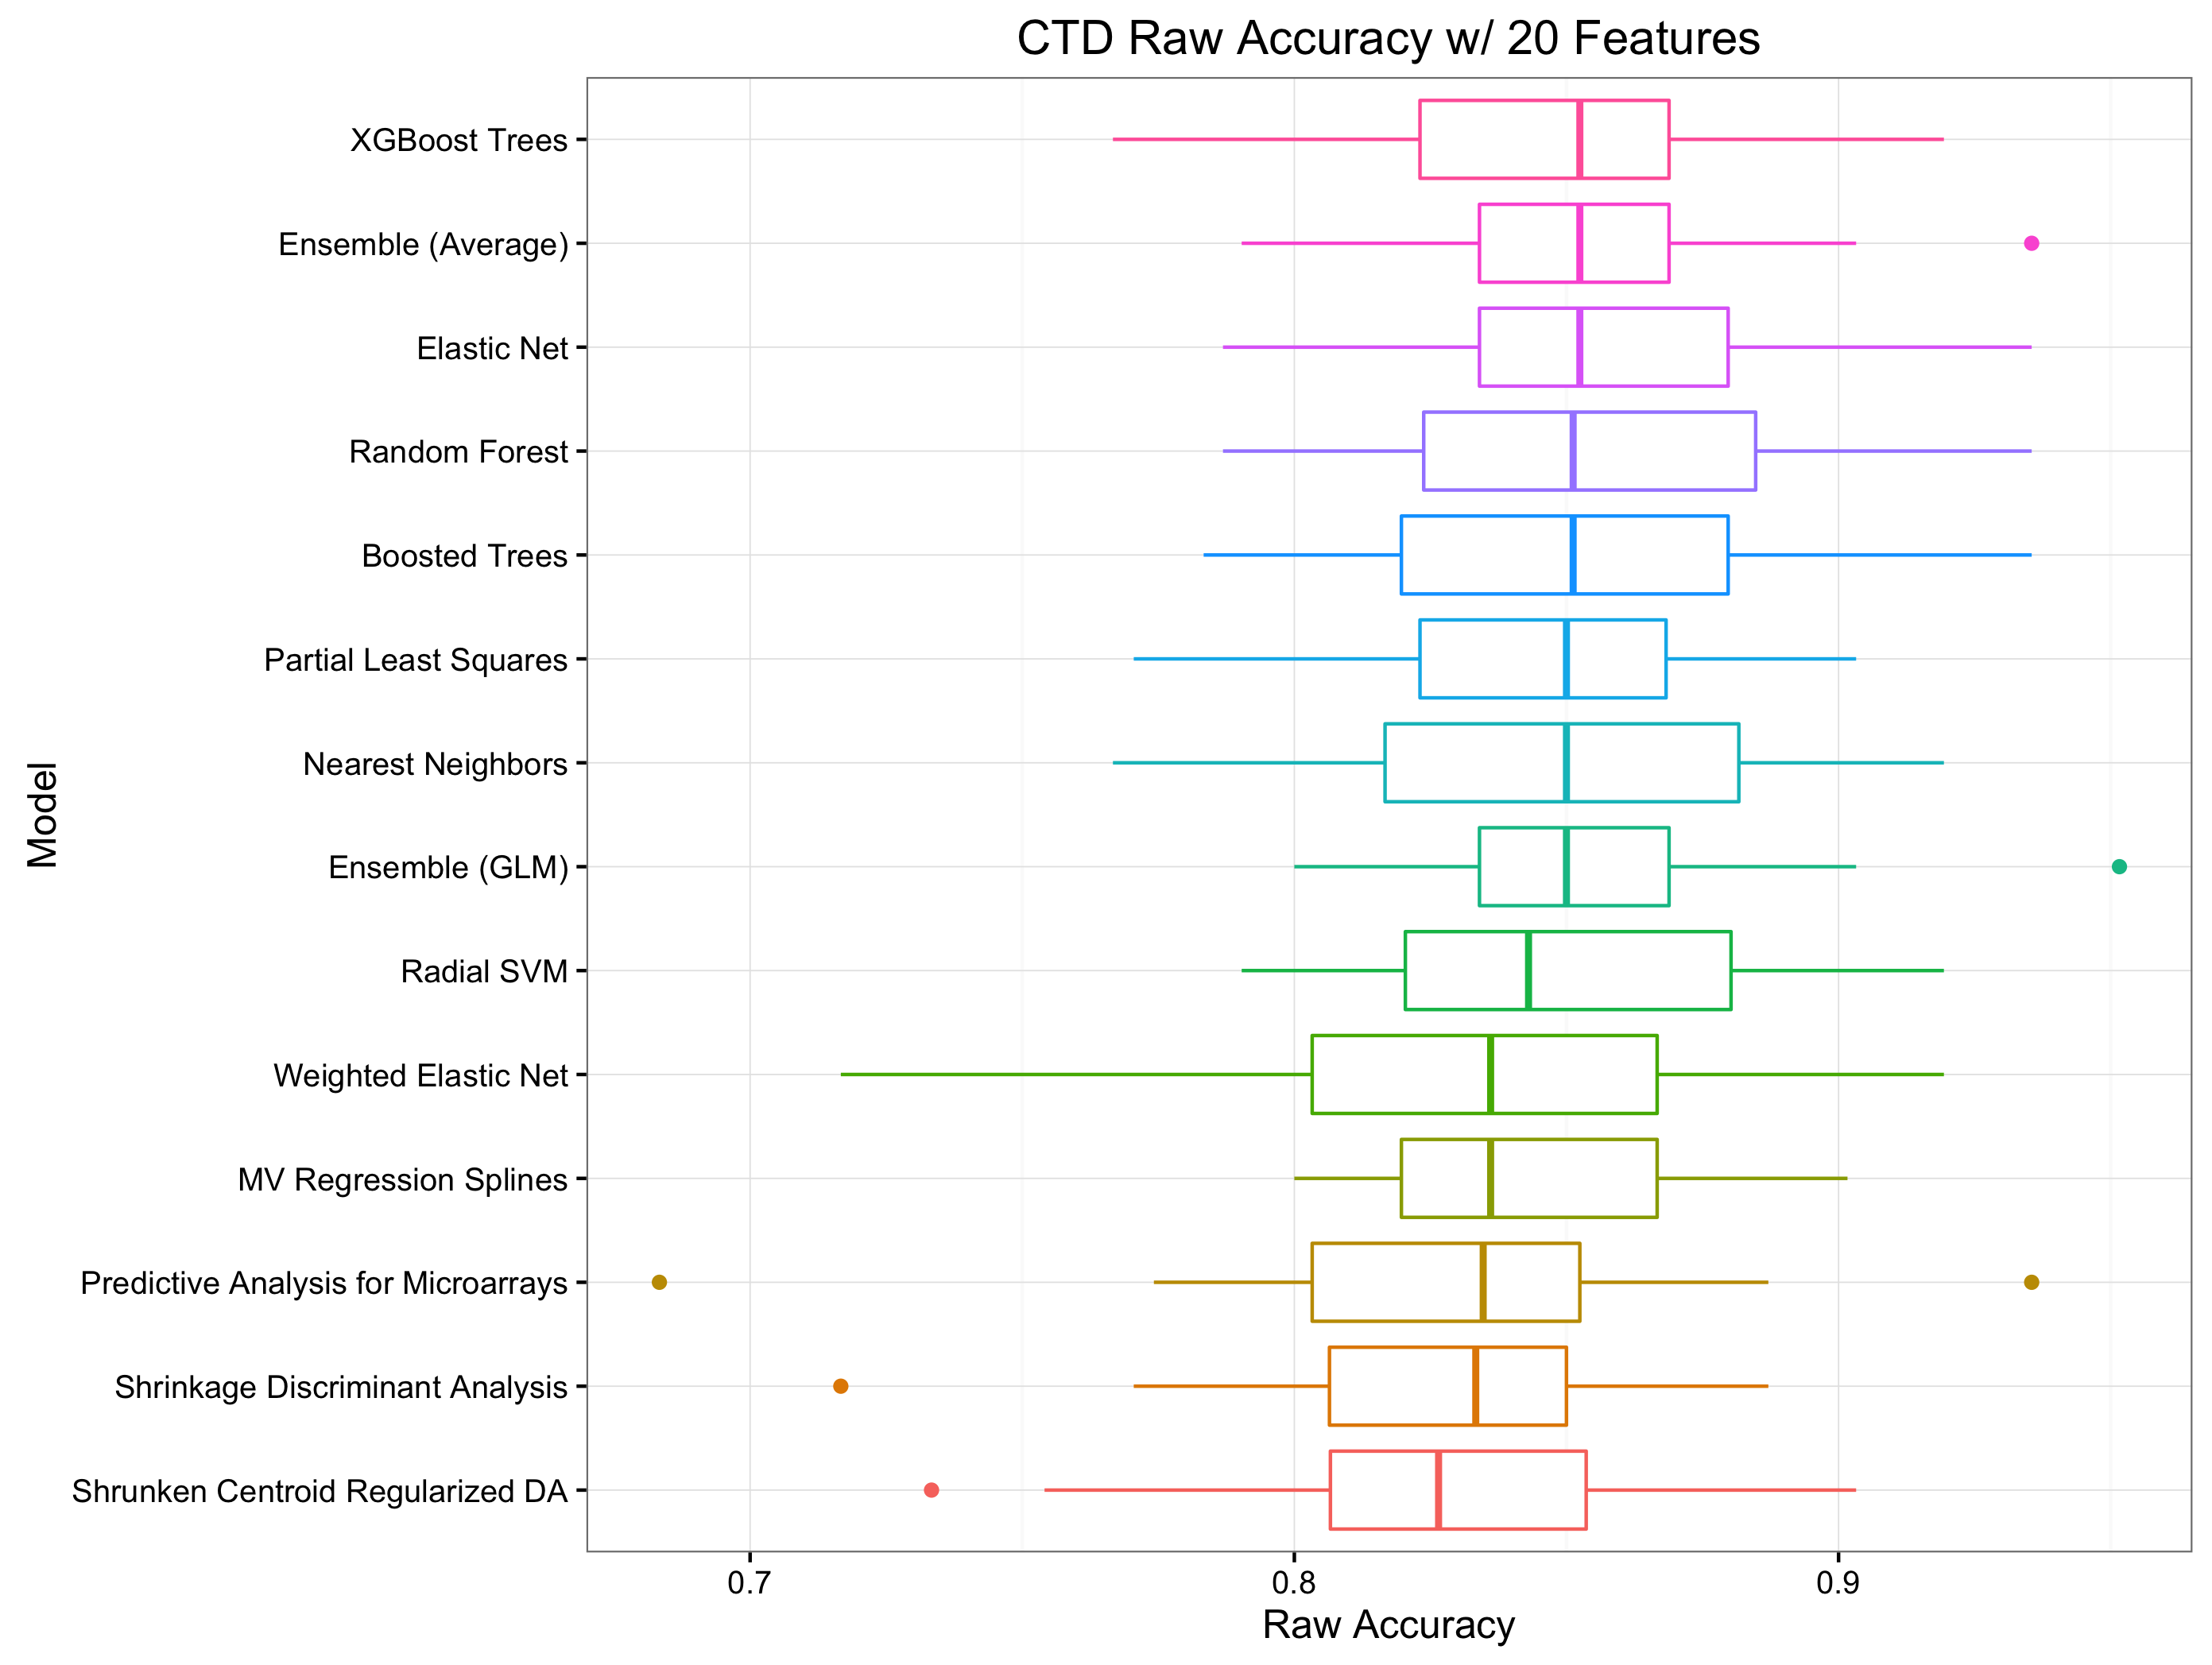 CTD Raw Accuracy w/ 20 Features
XGBoost Trees
Ensemble (Average)
Elastic Net
Random Forest
Boosted Trees
Partial Least Squares
Nearest Neighbors
Ensemble (GLM)
Radial SVM
Weighted Elastic Net
MV Regression Splines
Predictive Analysis for Microarrays
Shrinkage Discriminant Analysis
Shrunken Centroid Regularized DA
Model
0.7 0.8 0.9
Raw Accuracy